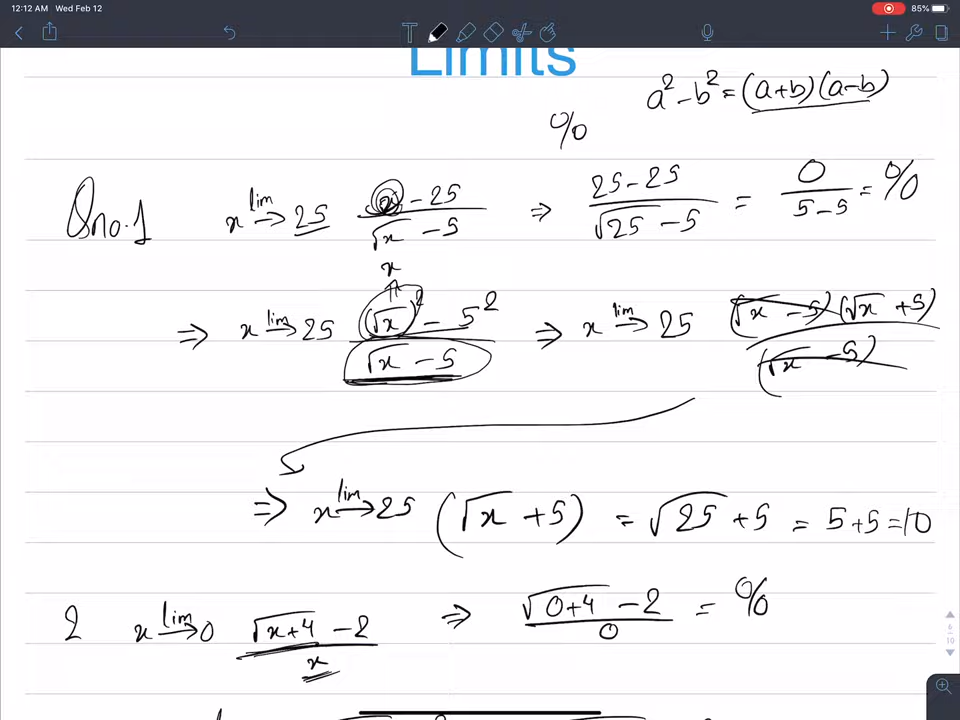 12:12 AM Wed Feb 12
85%
Limits
a² - b² = (a+b)(a-b)
0/0
Qno.1 lim x→25 x - 25 / √x - 5 ⇒ 25 - 25 / √25 - 5 = 0 / 5 - 5 = 0/0
x
⇒ lim x→25 (√x)² - 5² / √x - 5 ⇒ lim x→25 (√x - 5)(√x + 5) / (√x - 5)
⇒ lim x→25 (√x + 5) = √25 + 5 = 5 + 5 = 10
2 lim x→0 √x+4 - 2 / x ⇒ √0+4 - 2 / 0 = 0/0
6
10